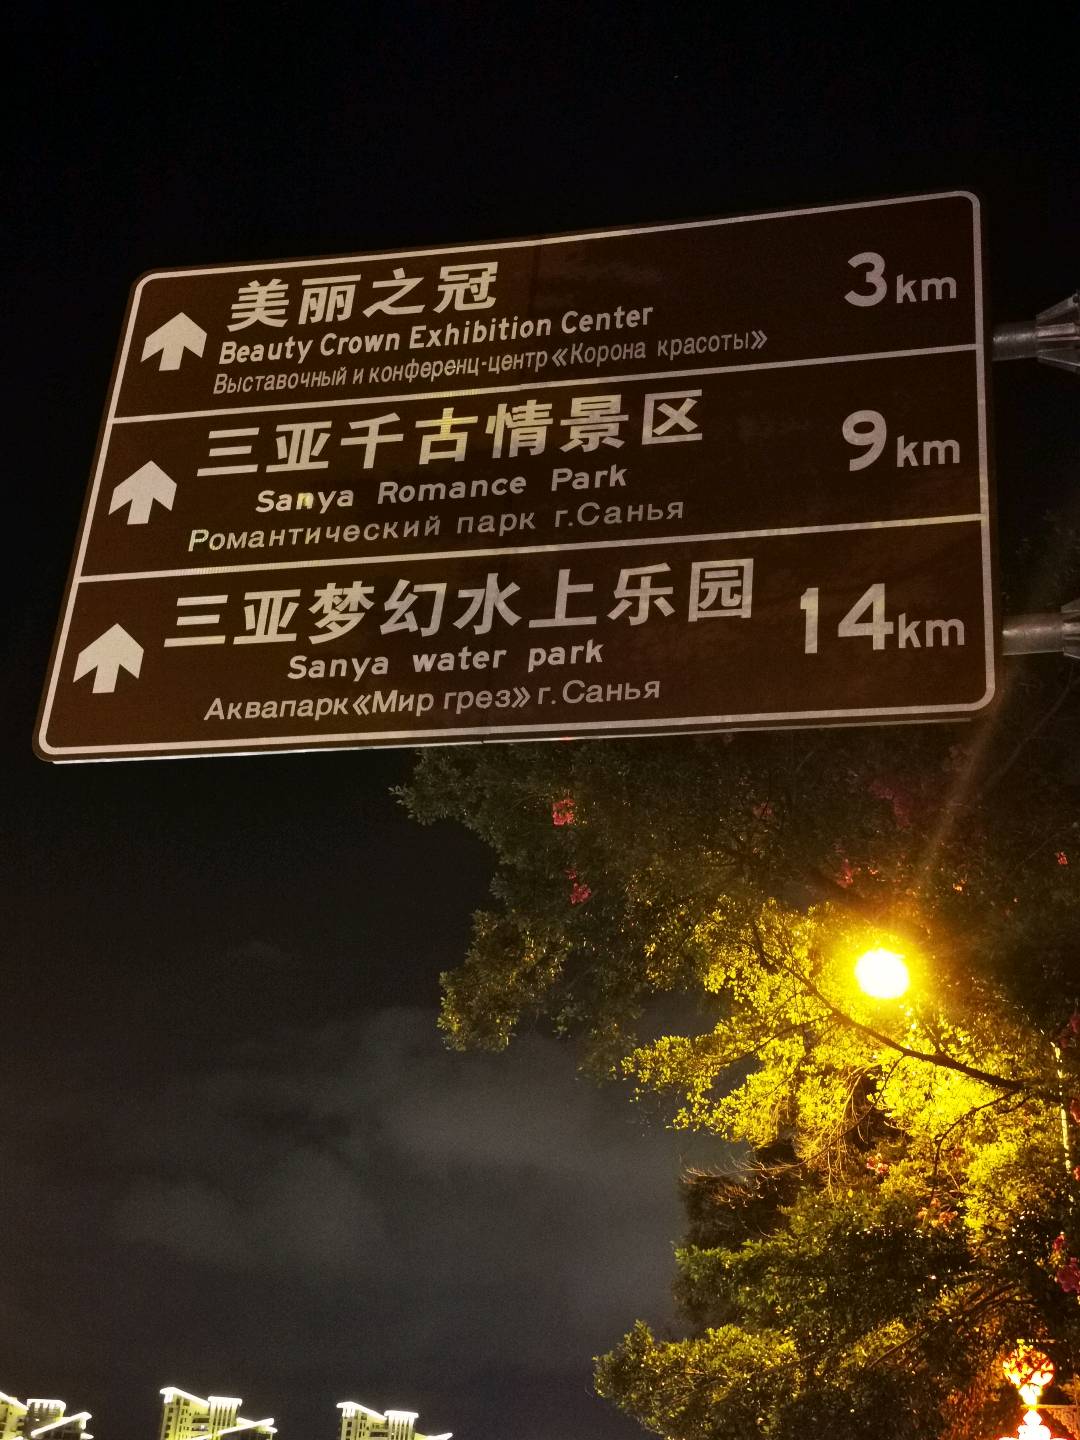 美丽之冠
Beauty Crown Exhibition Center
Выставочный и конференц-центр «Корона красоты»
3km
三亚千古情景区
Sanya Romance Park
Романтический парк г.Санья
9km
三亚梦幻水上乐园
Sanya water park
Аквапарк «Мир грез» г.Санья
14km